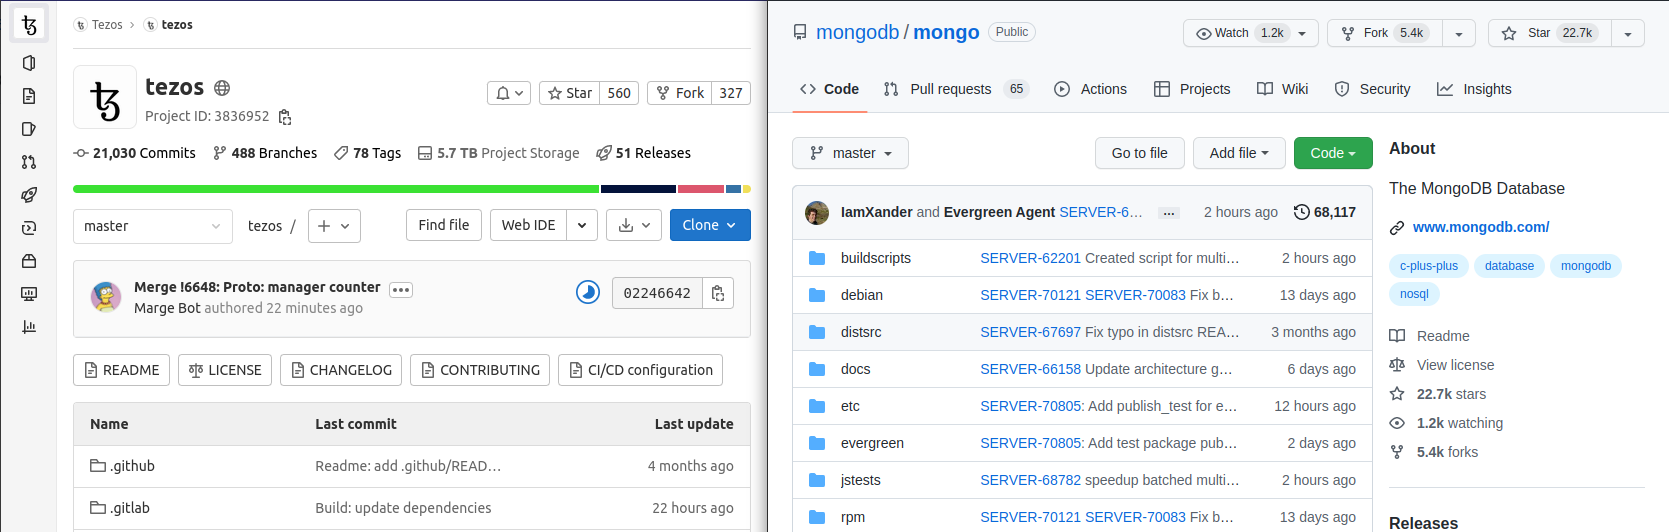 Tezos › tezos
tezos
Project ID: 3836952
Star 560
Fork 327
21,030 Commits 488 Branches 78 Tags 5.7 TB Project Storage 51 Releases
master
tezos /
Find file
Web IDE
Clone
Merge !6648: Proto: manager counter
Marge Bot authored 22 minutes ago
02246642
README
LICENSE
CHANGELOG
CONTRIBUTING
CI/CD configuration
Name Last commit Last update
.github Readme: add .github/READ… 4 months ago
.gitlab Build: update dependencies 22 hours ago
mongodb / mongo Public
Watch 1.2k
Fork 5.4k
Star 22.7k
Code Pull requests 65 Actions Projects Wiki Security Insights
master
Go to file
Add file
Code
IamXander and Evergreen Agent SERVER-6… ... 2 hours ago 68,117
buildscripts SERVER-62201 Created script for multi… 2 hours ago
debian SERVER-70121 SERVER-70083 Fix b… 13 days ago
distsrc SERVER-67697 Fix typo in distsrc REA… 3 months ago
docs SERVER-66158 Update architecture g… 6 days ago
etc SERVER-70805: Add publish_test for e… 12 hours ago
evergreen SERVER-70805: Add test package pub… 2 days ago
jstests SERVER-68782 speedup batched multi… 2 hours ago
rpm SERVER-70121 SERVER-70083 Fix b… 13 days ago
About
The MongoDB Database
www.mongodb.com/
c-plus-plus database mongodb
nosql
Readme
View license
22.7k stars
1.2k watching
5.4k forks
Releases